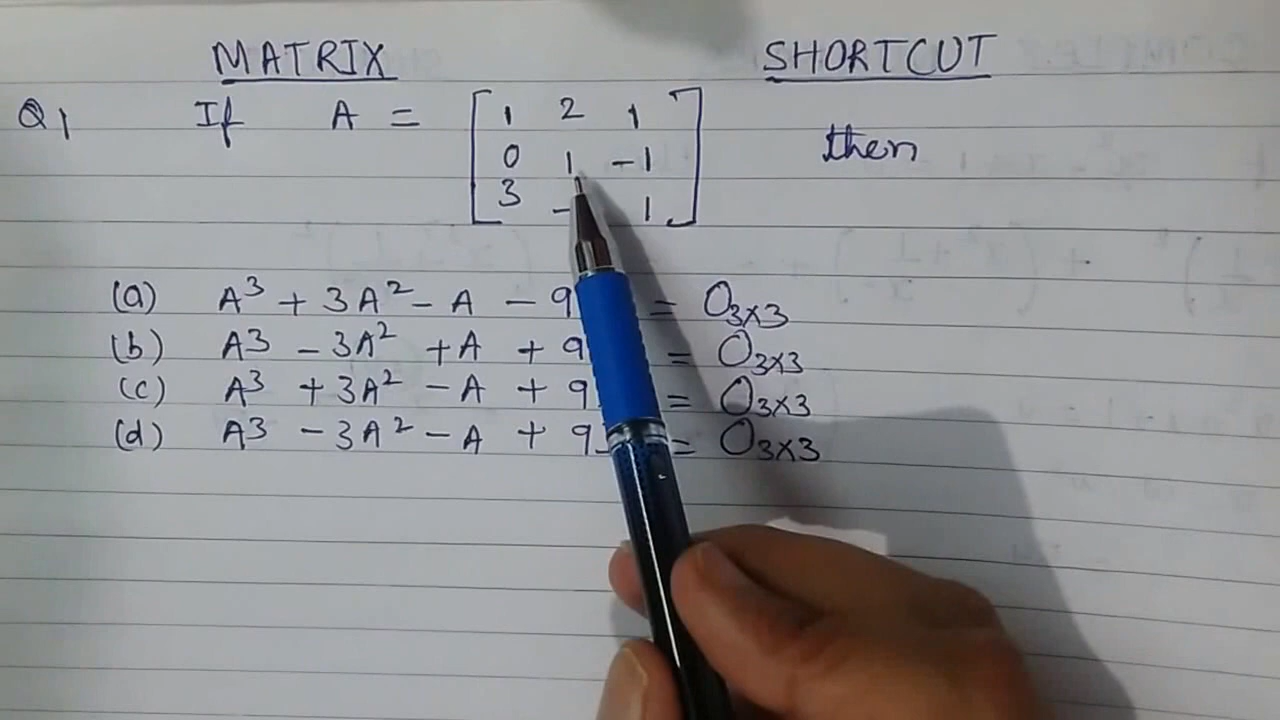 MATRIX SHORTCUT
Q1 If A = [ 1 2 1 then
0 1 -1
3 - 1 ]
(a) A³ + 3A² - A - 9 = O₃ₓ₃
(b) A³ - 3A² + A + 9 = O₃ₓ₃
(c) A³ + 3A² - A + 9 = O₃ₓ₃
(d) A³ - 3A² - A + 9 = O₃ₓ₃